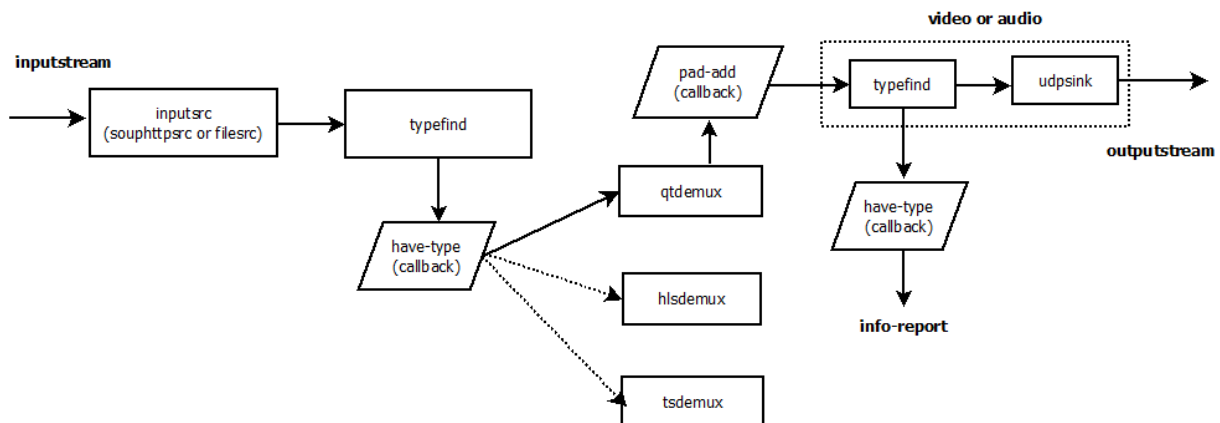 video or audio
inputstream
pad-add
(callback)
typefind
udpsink
inputsrc
(souphttpsrc or filesrc)
typefind
outputstream
qtdemux
have-type
(callback)
have-type
(callback)
hlsdemux
info-report
tsdemux